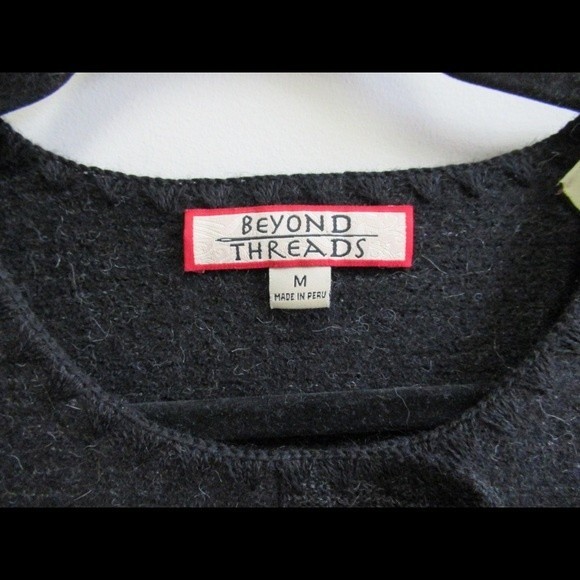 BEYOND
THREADS
M
MADE IN PERU